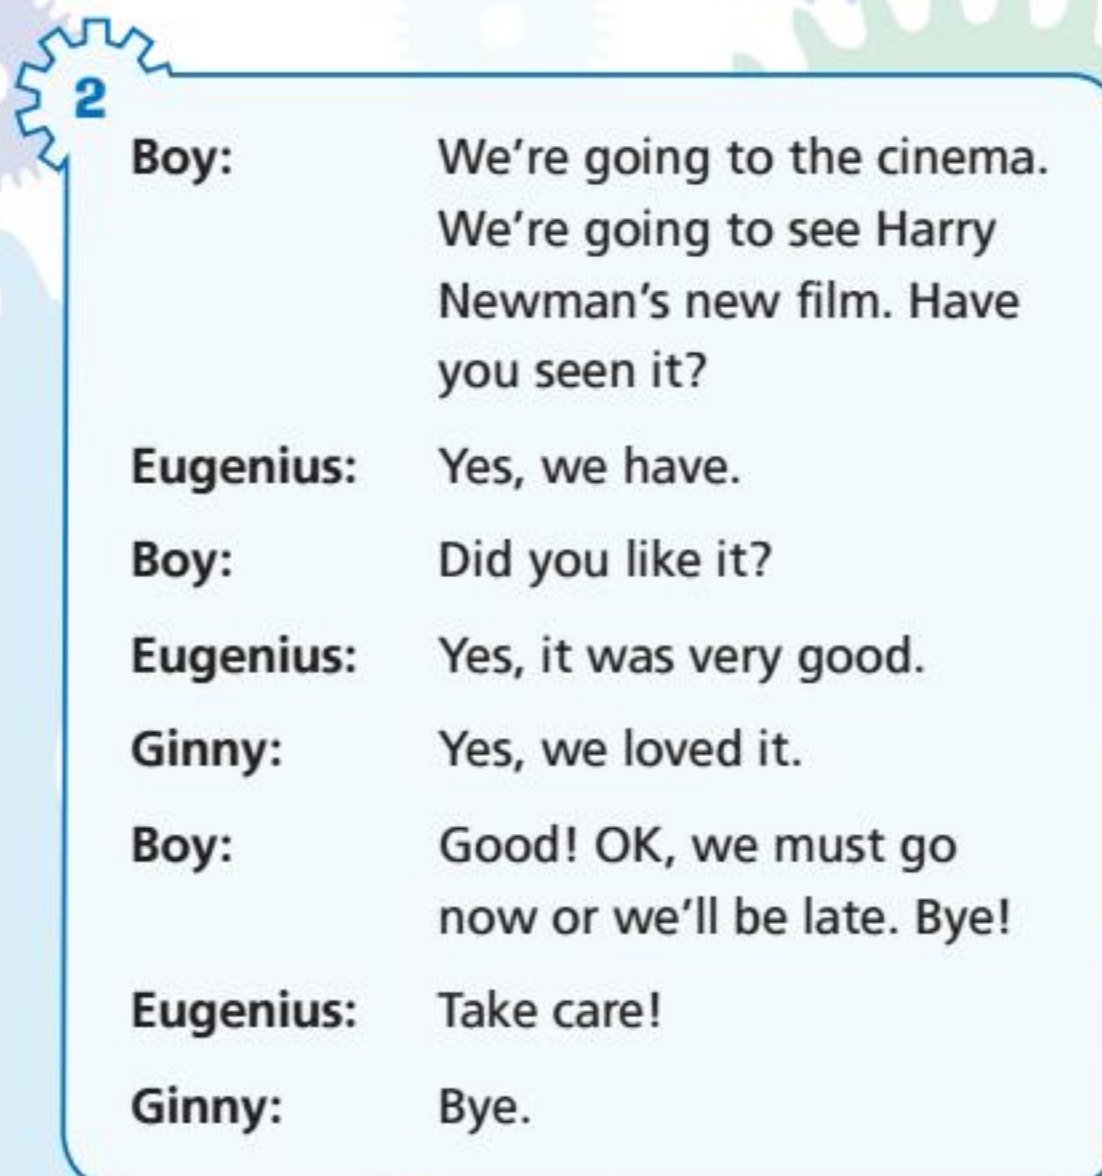 2
Boy: We're going to the cinema.
We're going to see Harry
Newman's new film. Have
you seen it?
Eugenius: Yes, we have.
Boy: Did you like it?
Eugenius: Yes, it was very good.
Ginny: Yes, we loved it.
Boy: Good! OK, we must go
now or we'll be late. Bye!
Eugenius: Take care!
Ginny: Bye.